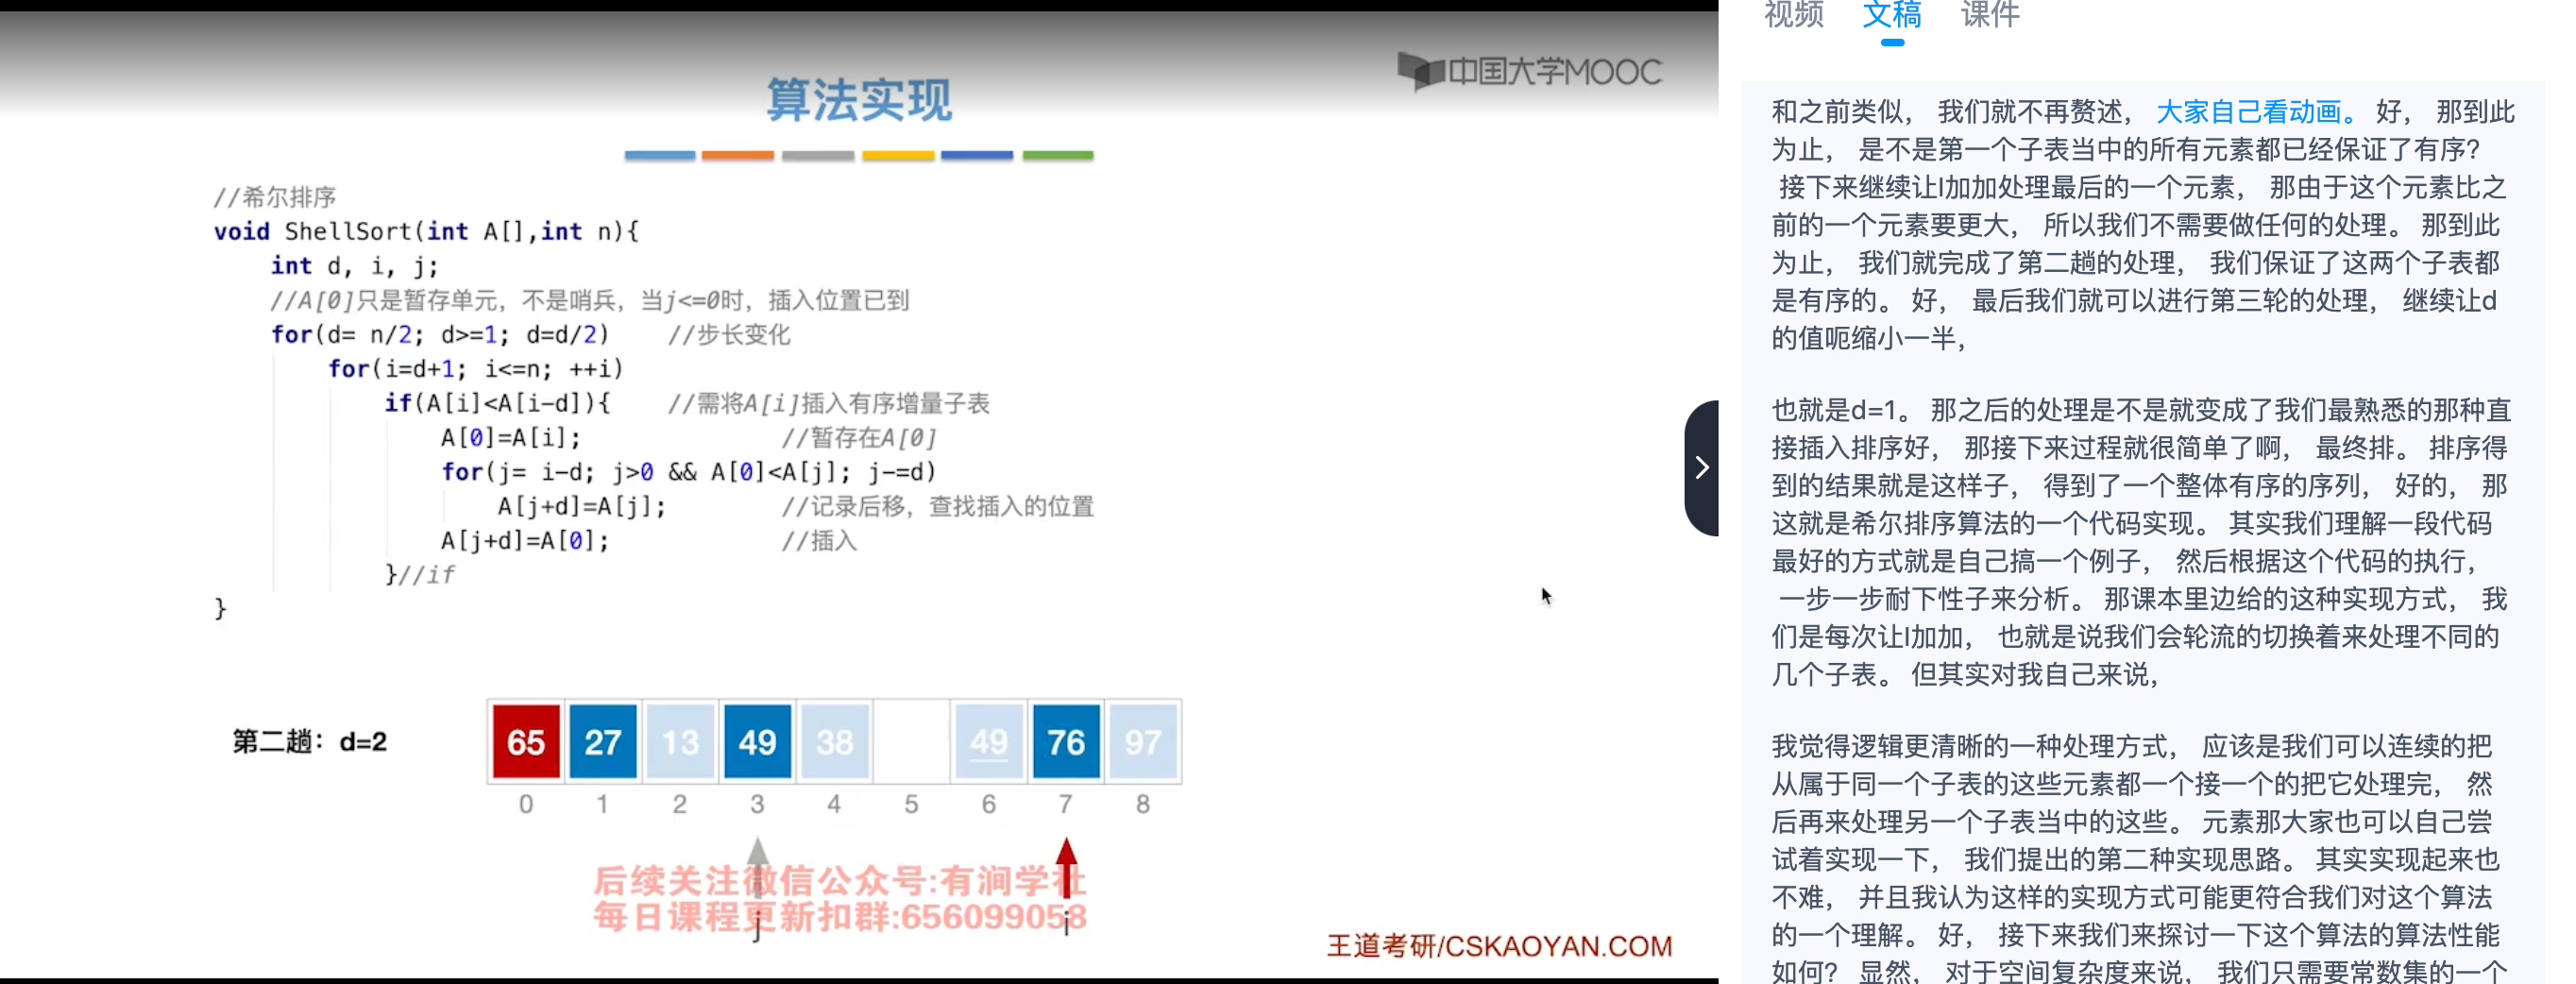 中国大学MOOC
算法实现
//希尔排序
void ShellSort(int A[],int n){
int d, i, j;
//A[0]只是暂存单元，不是哨兵，当j<=0时，插入位置已到
for(d= n/2; d>=1; d=d/2) //步长变化
for(i=d+1; i<=n; ++i)
if(A[i]<A[i-d]){ //需将A[i]插入有序增量子表
A[0]=A[i]; //暂存在A[0]
for(j= i-d; j>0 && A[0]<A[j]; j-=d)
A[j+d]=A[j]; //记录后移，查找插入的位置
A[j+d]=A[0]; //插入
}//if
}
第二趟：d=2 65 27 13 49 38 49 76 97
0 1 2 3 4 5 6 7 8
后续关注微信公众号:有涧学社
每日课程更新扣群:656099058
j i
王道考研/CSKAOYAN.COM
视频 文稿 课件
和之前类似， 我们就不再赘述， 大家自己看动画。 好， 那到此
为止， 是不是第一个子表当中的所有元素都已经保证了有序？
接下来继续让I加加处理最后的一个元素， 那由于这个元素比之
前的一个元素要更大， 所以我们不需要做任何的处理。 那到此
为止， 我们就完成了第二趟的处理， 我们保证了这两个子表都
是有序的。 好， 最后我们就可以进行第三轮的处理， 继续让d
的值呃缩小一半，
也就是d=1。 那之后的处理是不是就变成了我们最熟悉的那种直
接插入排序好， 那接下来过程就很简单了啊， 最终排。 排序得
到的结果就是这样子， 得到了一个整体有序的序列， 好的， 那
这就是希尔排序算法的一个代码实现。 其实我们理解一段代码
最好的方式就是自己搞一个例子， 然后根据这个代码的执行，
一步一步耐下性子来分析。 那课本里边给的这种实现方式， 我
们是每次让I加加， 也就是说我们会轮流的切换着来处理不同的
几个子表。 但其实对我自己来说，
我觉得逻辑更清晰的一种处理方式， 应该是我们可以连续的把
从属于同一个子表的这些元素都一个接一个的把它处理完， 然
后再来处理另一个子表当中的这些。 元素那大家也可以自己尝
试着实现一下， 我们提出的第二种实现思路。 其实实现起来也
不难， 并且我认为这样的实现方式可能更符合我们对这个算法
的一个理解。 好， 接下来我们来探讨一下这个算法的算法性能
如何？ 显然， 对于空间复杂度来说， 我们只需要常数集的一个